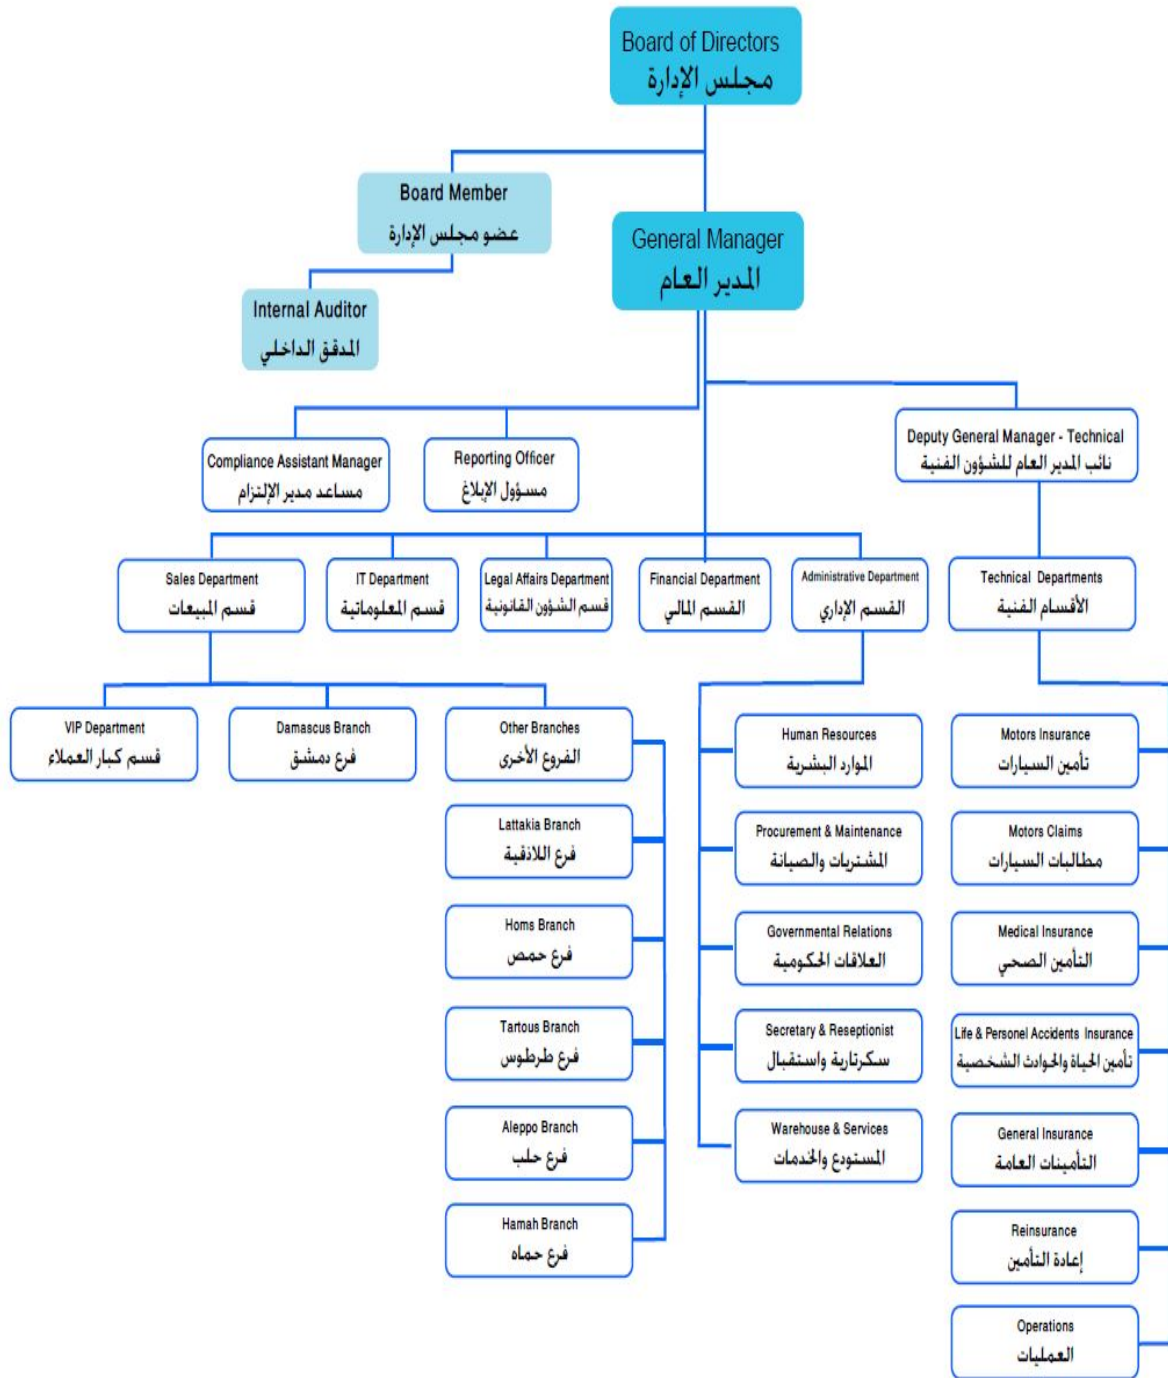 Board of Directors
مجلس الإدارة
Board Member
عضو مجلس الإدارة
General Manager
المدير العام
Internal Auditor
المدقق الداخلي
Compliance Assistant Manager
مساعد مدير الإلتزام
Reporting Officer
مسؤول الإبلاغ
Deputy General Manager - Technical
نائب المدير العام للشؤون الفنية
Sales Department
قسم المبيعات
IT Department
قسم المعلوماتية
Legal Affairs Department
قسم الشؤون القانونية
Financial Department
القسم المالي
Administrative Department
القسم الإداري
Technical Departments
الأقسام الفنية
VIP Department
قسم كبار العملاء
Damascus Branch
فرع دمشق
Other Branches
الفروع الأخرى
Lattakia Branch
فرع اللاذقية
Homs Branch
فرع حمص
Tartous Branch
فرع طرطوس
Aleppo Branch
فرع حلب
Hamah Branch
فرع حماه
Human Resources
الموارد البشرية
Procurement & Maintenance
المشتريات والصيانة
Governmental Relations
العلاقات الحكومية
Secretary & Reseptionist
سكرتارية واستقبال
Warehouse & Services
المستودع والخدمات
Motors Insurance
تأمين السيارات
Motors Claims
مطالبات السيارات
Medical Insurance
التأمين الصحي
Life & Personel Accidents Insurance
تأمين الحياة والحوادث الشخصية
General Insurance
التأمينات العامة
Reinsurance
إعادة التأمين
Operations
العمليات